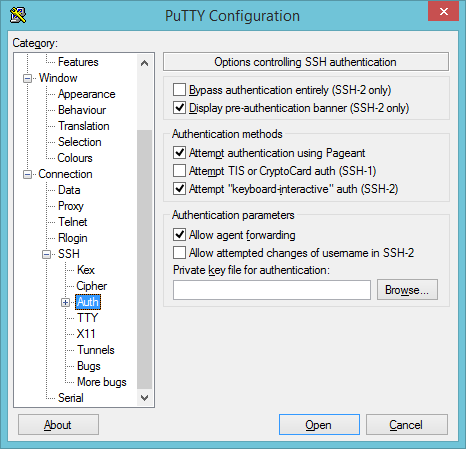 PuTTY Configuration
Category:
Features
Window
Appearance
Behaviour
Translation
Selection
Colours
Connection
Data
Proxy
Telnet
Rlogin
SSH
Kex
Cipher
Auth
TTY
X11
Tunnels
Bugs
More bugs
Serial
Options controlling SSH authentication
Bypass authentication entirely (SSH-2 only)
Display pre-authentication banner (SSH-2 only)
Authentication methods
Attempt authentication using Pageant
Attempt TIS or CryptoCard auth (SSH-1)
Attempt "keyboard-interactive" auth (SSH-2)
Authentication parameters
Allow agent forwarding
Allow attempted changes of username in SSH-2
Private key file for authentication:
Browse...
About
Open
Cancel